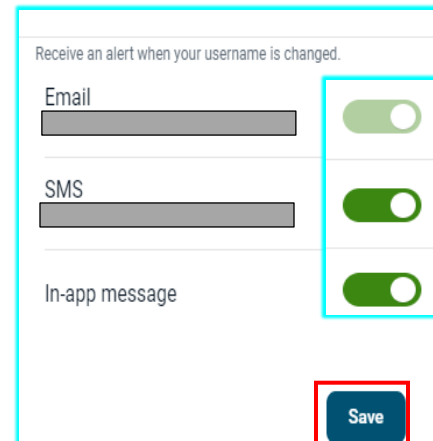 Receive an alert when your username is changed.
Email
SMS
In-app message
Save